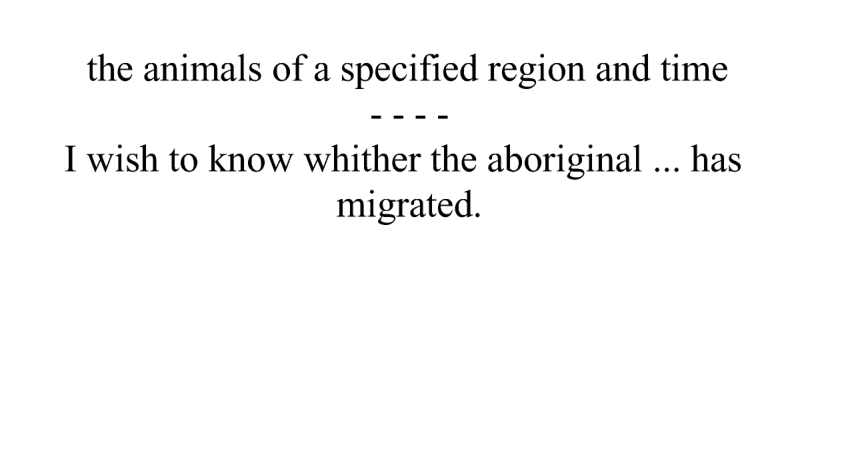 the animals of a specified region and time
- - - -
I wish to know whither the aboriginal ... has
migrated.